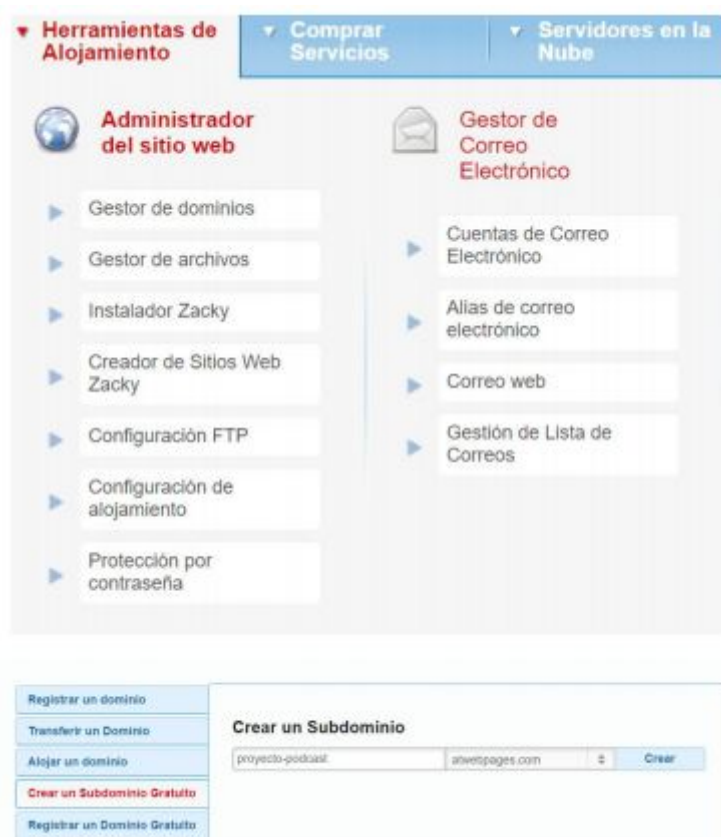 Herramientas de
Alojamiento
Comprar
Servicios
Servidores en la
Nube
Administrador
del sitio web
Gestor de dominios
Gestor de archivos
Instalador Zacky
Creador de Sitios Web
Zacky
Configuración FTP
Configuración de
alojamiento
Protección por
contraseña
Gestor de
Correo
Electrónico
Cuentas de Correo
Electrónico
Alias de correo
electrónico
Correo web
Gestión de Lista de
Correos
Registrar un dominio
Transferir un Dominio
Alojar un dominio
Crear un Subdominio Gratuito
Registrar un Dominio Gratuito
Crear un Subdominio
proyecto-podcast atwebpages.com Crear